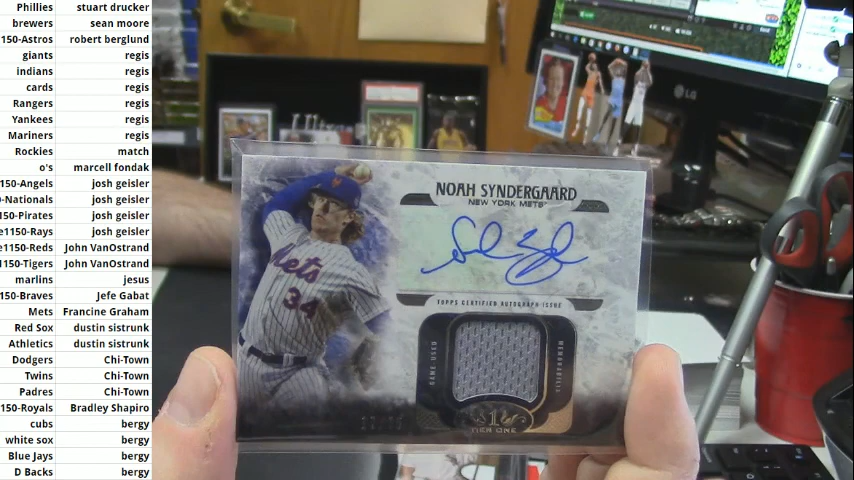 Phillies stuart drucker
brewers sean moore
150-Astros robert berglund
giants regis
indians regis
cards regis
Rangers regis
Yankees regis
Mariners regis
Rockies match
o's marcell fondak
150-Angels josh geisler
-Nationals josh geisler
150-Pirates josh geisler
e1150-Rays josh geisler
e1150-Reds John VanOstrand
150-Tigers John VanOstrand
marlins jesus
150-Braves Jefe Gabat
Mets Francine Graham
Red Sox dustin sistrunk
Athletics dustin sistrunk
Dodgers Chi-Town
Twins Chi-Town
Padres Chi-Town
150-Royals Bradley Shapiro
cubs bergy
white sox bergy
Blue Jays bergy
D Backs bergy
LG
NOAH SYNDERGAARD
NEW YORK METS
TOPPS CERTIFIED AUTOGRAPH ISSUE
GAME-USED
MEMORABILIA
Mets
34
1
TIER ONE